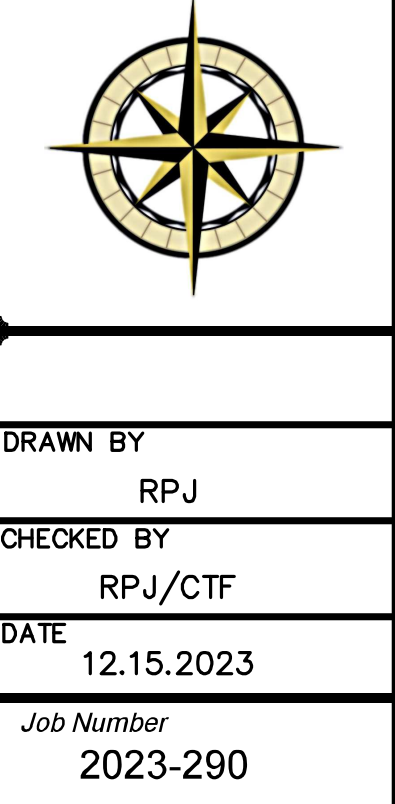 DRAWN BY
RPJ
CHECKED BY
RPJ/CTF
DATE
12.15.2023
Job Number
2023-290